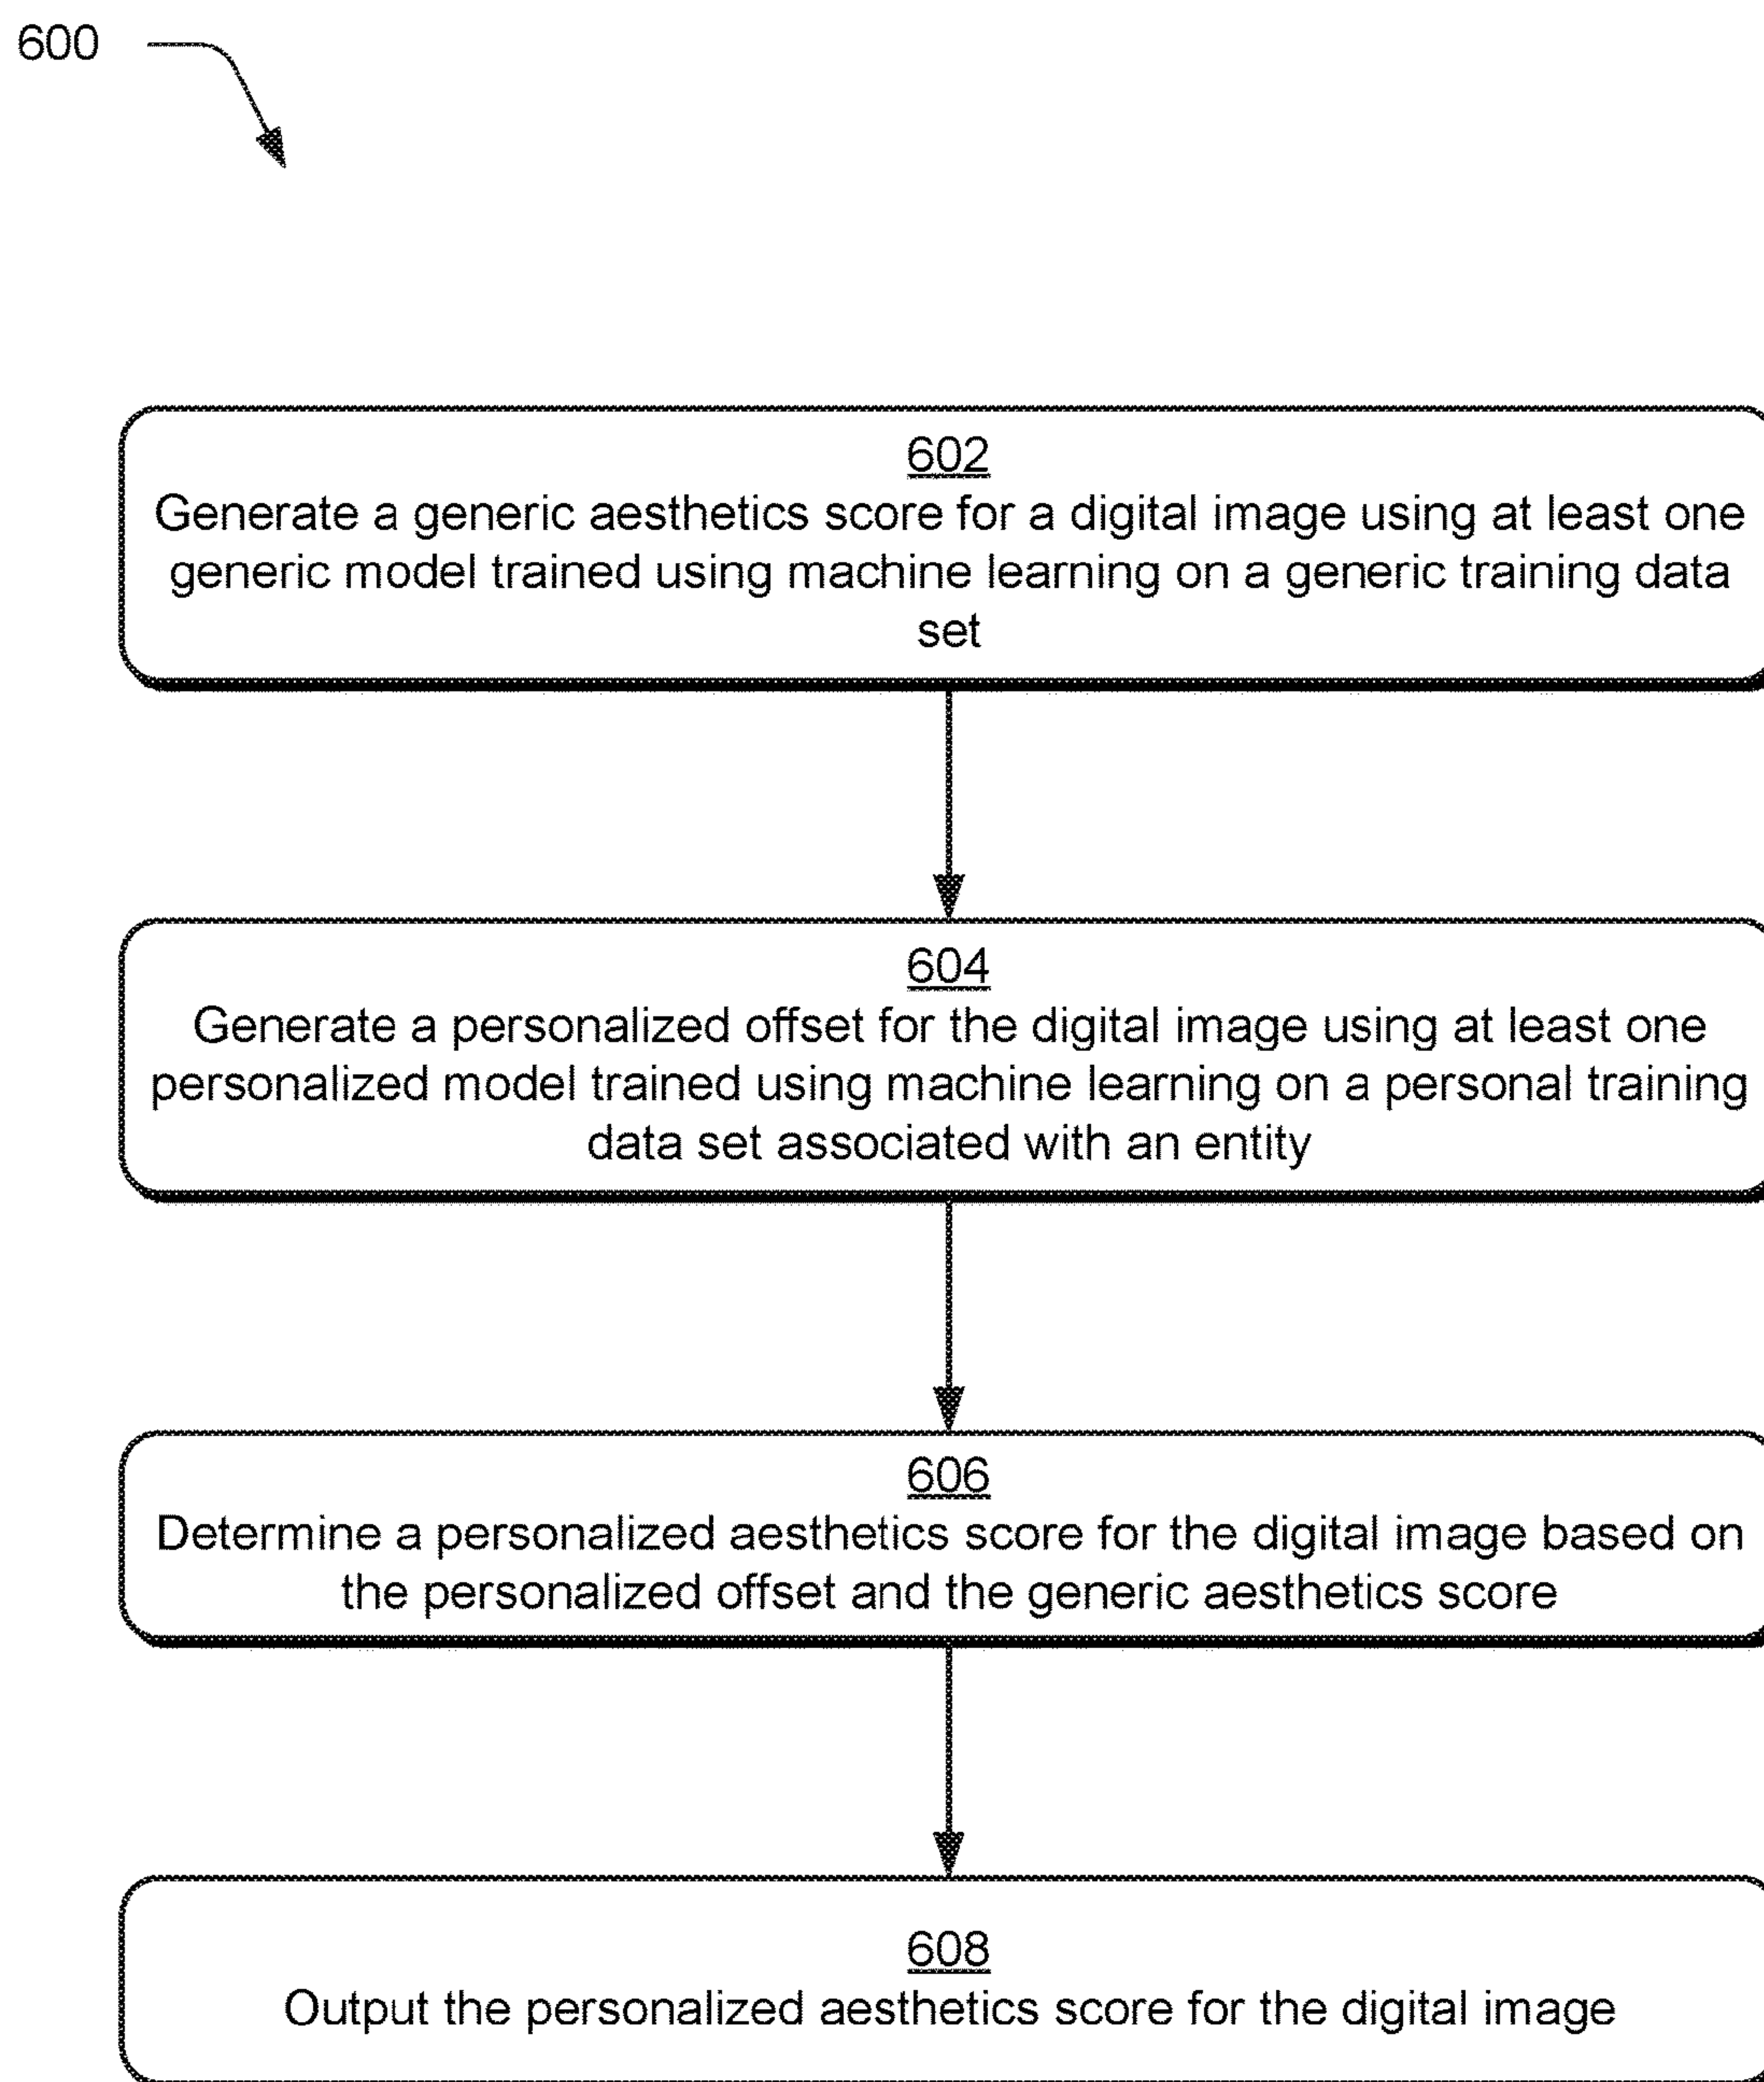 600
602
Generate a generic aesthetics score for a digital image using at least one
generic model trained using machine learning on a generic training data
set
604
Generate a personalized offset for the digital image using at least one
personalized model trained using machine learning on a personal training
data set associated with an entity
606
Determine a personalized aesthetics score for the digital image based on
the personalized offset and the generic aesthetics score
608
Output the personalized aesthetics score for the digital image